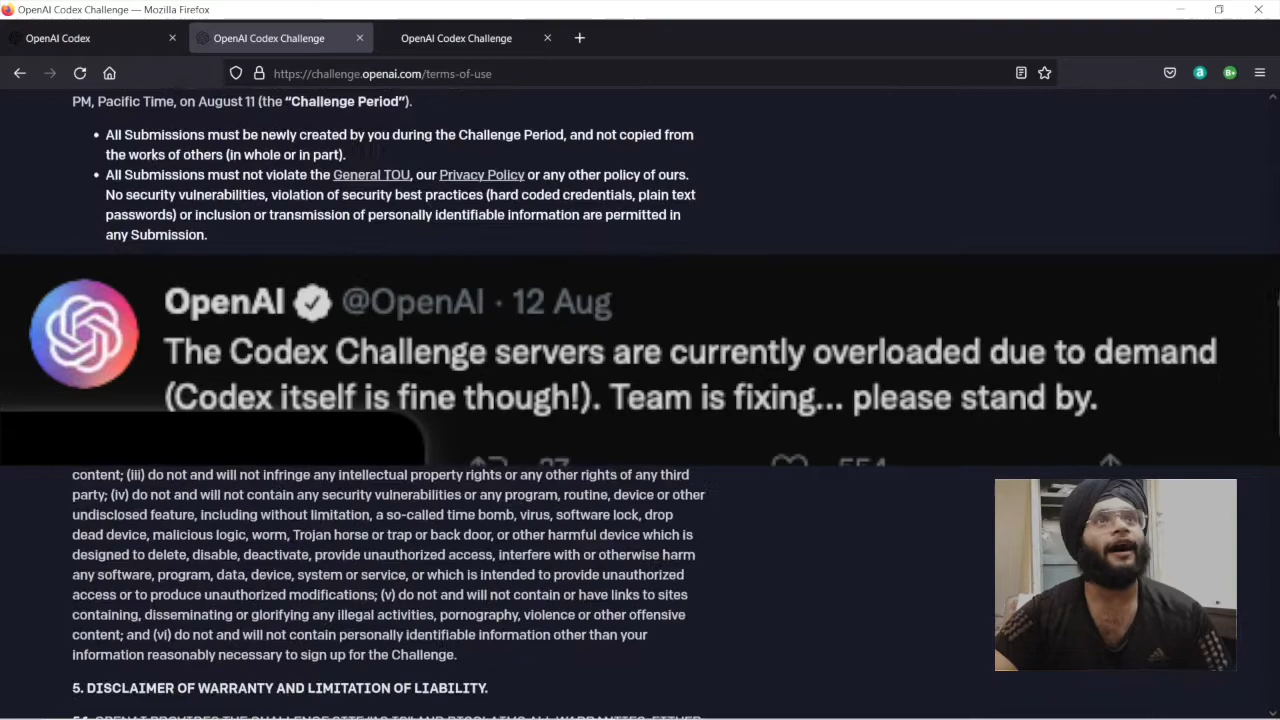 OpenAI Codex Challenge — Mozilla Firefox
OpenAI Codex
OpenAI Codex Challenge
OpenAI Codex Challenge
https://challenge.openai.com/terms-of-use
PM, Pacific Time, on August 11 (the “Challenge Period”).
• All Submissions must be newly created by you during the Challenge Period, and not copied from
the works of others (in whole or in part).
• All Submissions must not violate the General TOU, our Privacy Policy or any other policy of ours.
No security vulnerabilities, violation of security best practices (hard coded credentials, plain text
passwords) or inclusion or transmission of personally identifiable information are permitted in
any Submission.
OpenAI @OpenAI · 12 Aug
The Codex Challenge servers are currently overloaded due to demand
(Codex itself is fine though!). Team is fixing... please stand by.
content; (iii) do not and will not infringe any intellectual property rights or any other rights of any third
party; (iv) do not and will not contain any security vulnerabilities or any program, routine, device or other
undisclosed feature, including without limitation, a so-called time bomb, virus, software lock, drop
dead device, malicious logic, worm, Trojan horse or trap or back door, or other harmful device which is
designed to delete, disable, deactivate, provide unauthorized access, interfere with or otherwise harm
any software, program, data, device, system or service, or which is intended to provide unauthorized
access or to produce unauthorized modifications; (v) do not and will not contain or have links to sites
containing, disseminating or glorifying any illegal activities, pornography, violence or other offensive
content; and (vi) do not and will not contain personally identifiable information other than your
information reasonably necessary to sign up for the Challenge.
5. DISCLAIMER OF WARRANTY AND LIMITATION OF LIABILITY.